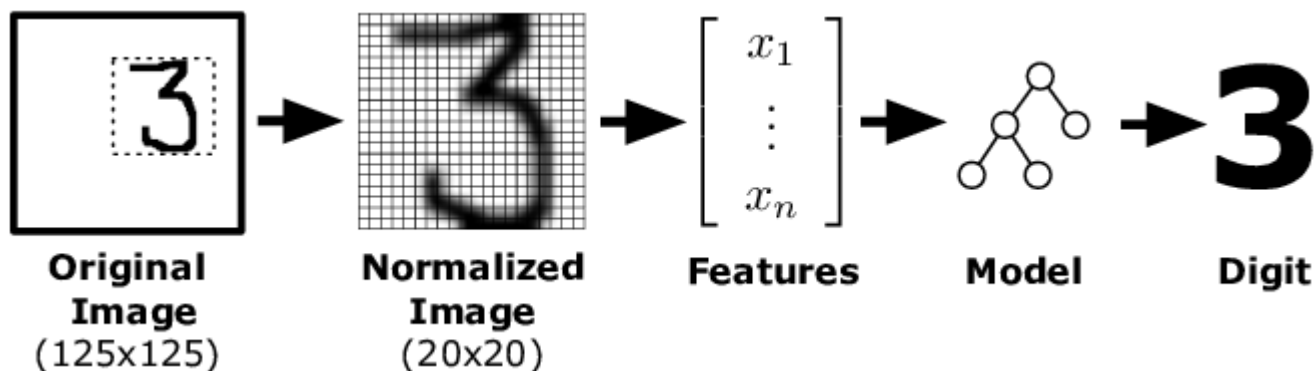 3
3
x1
⋮
xn
3
Original
Image
(125x125)
Normalized
Image
(20x20)
Features
Model
Digit